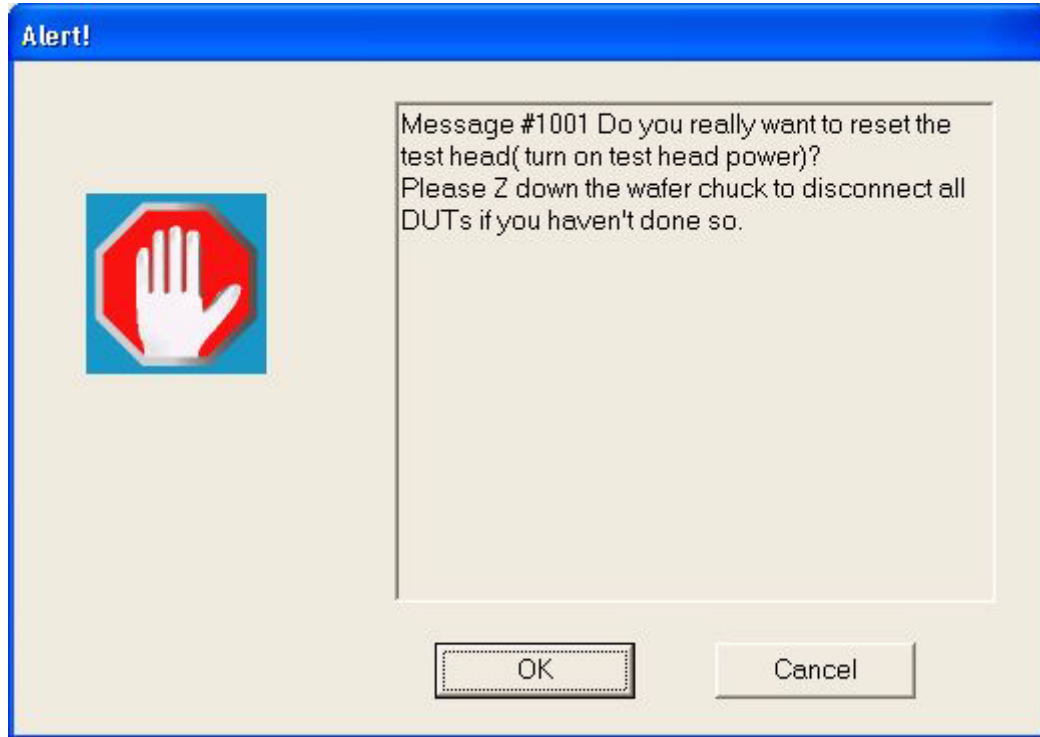 Alert!
Message #1001 Do you really want to reset the
test head( turn on test head power)?
Please Z down the wafer chuck to disconnect all
DUTs if you haven't done so.
OK
Cancel